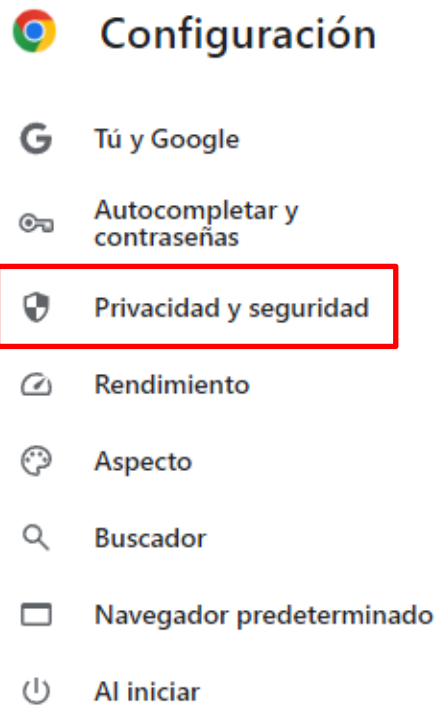 Configuración
Tú y Google
Autocompletar y
contraseñas
Privacidad y seguridad
Rendimiento
Aspecto
Buscador
Navegador predeterminado
Al iniciar